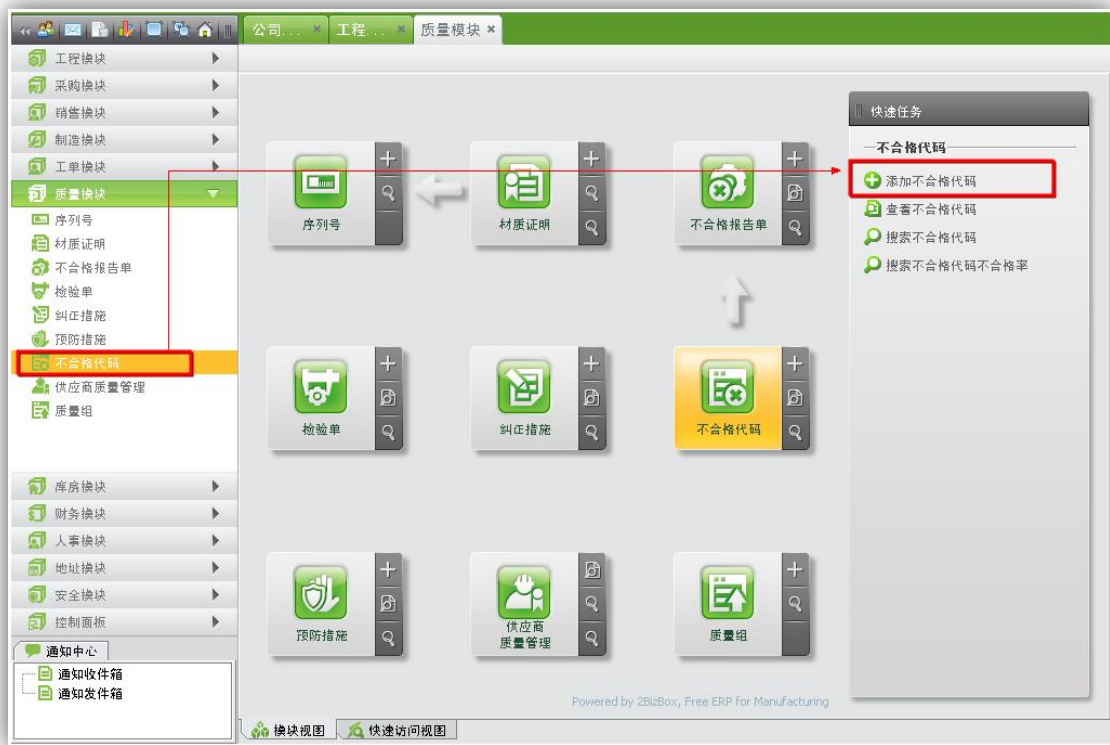 公司...
工程...
质量模块
工程模块
采购模块
销售模块
制造模块
工单模块
质量模块
序列号
材质证明
不合格报告单
检验单
纠正措施
预防措施
不合格代码
供应商质量管理
质量组
库房模块
财务模块
人事模块
地址模块
安全模块
控制面板
通知中心
通知收件箱
通知发件箱
序列号
材质证明
不合格报告单
检验单
纠正措施
不合格代码
预防措施
供应商
质量管理
质量组
Powered by 2BizBox, Free ERP for Manufacturing
模块视图
快速访问视图
快速任务
不合格代码
添加不合格代码
查看不合格代码
搜索不合格代码
搜索不合格代码不合格率